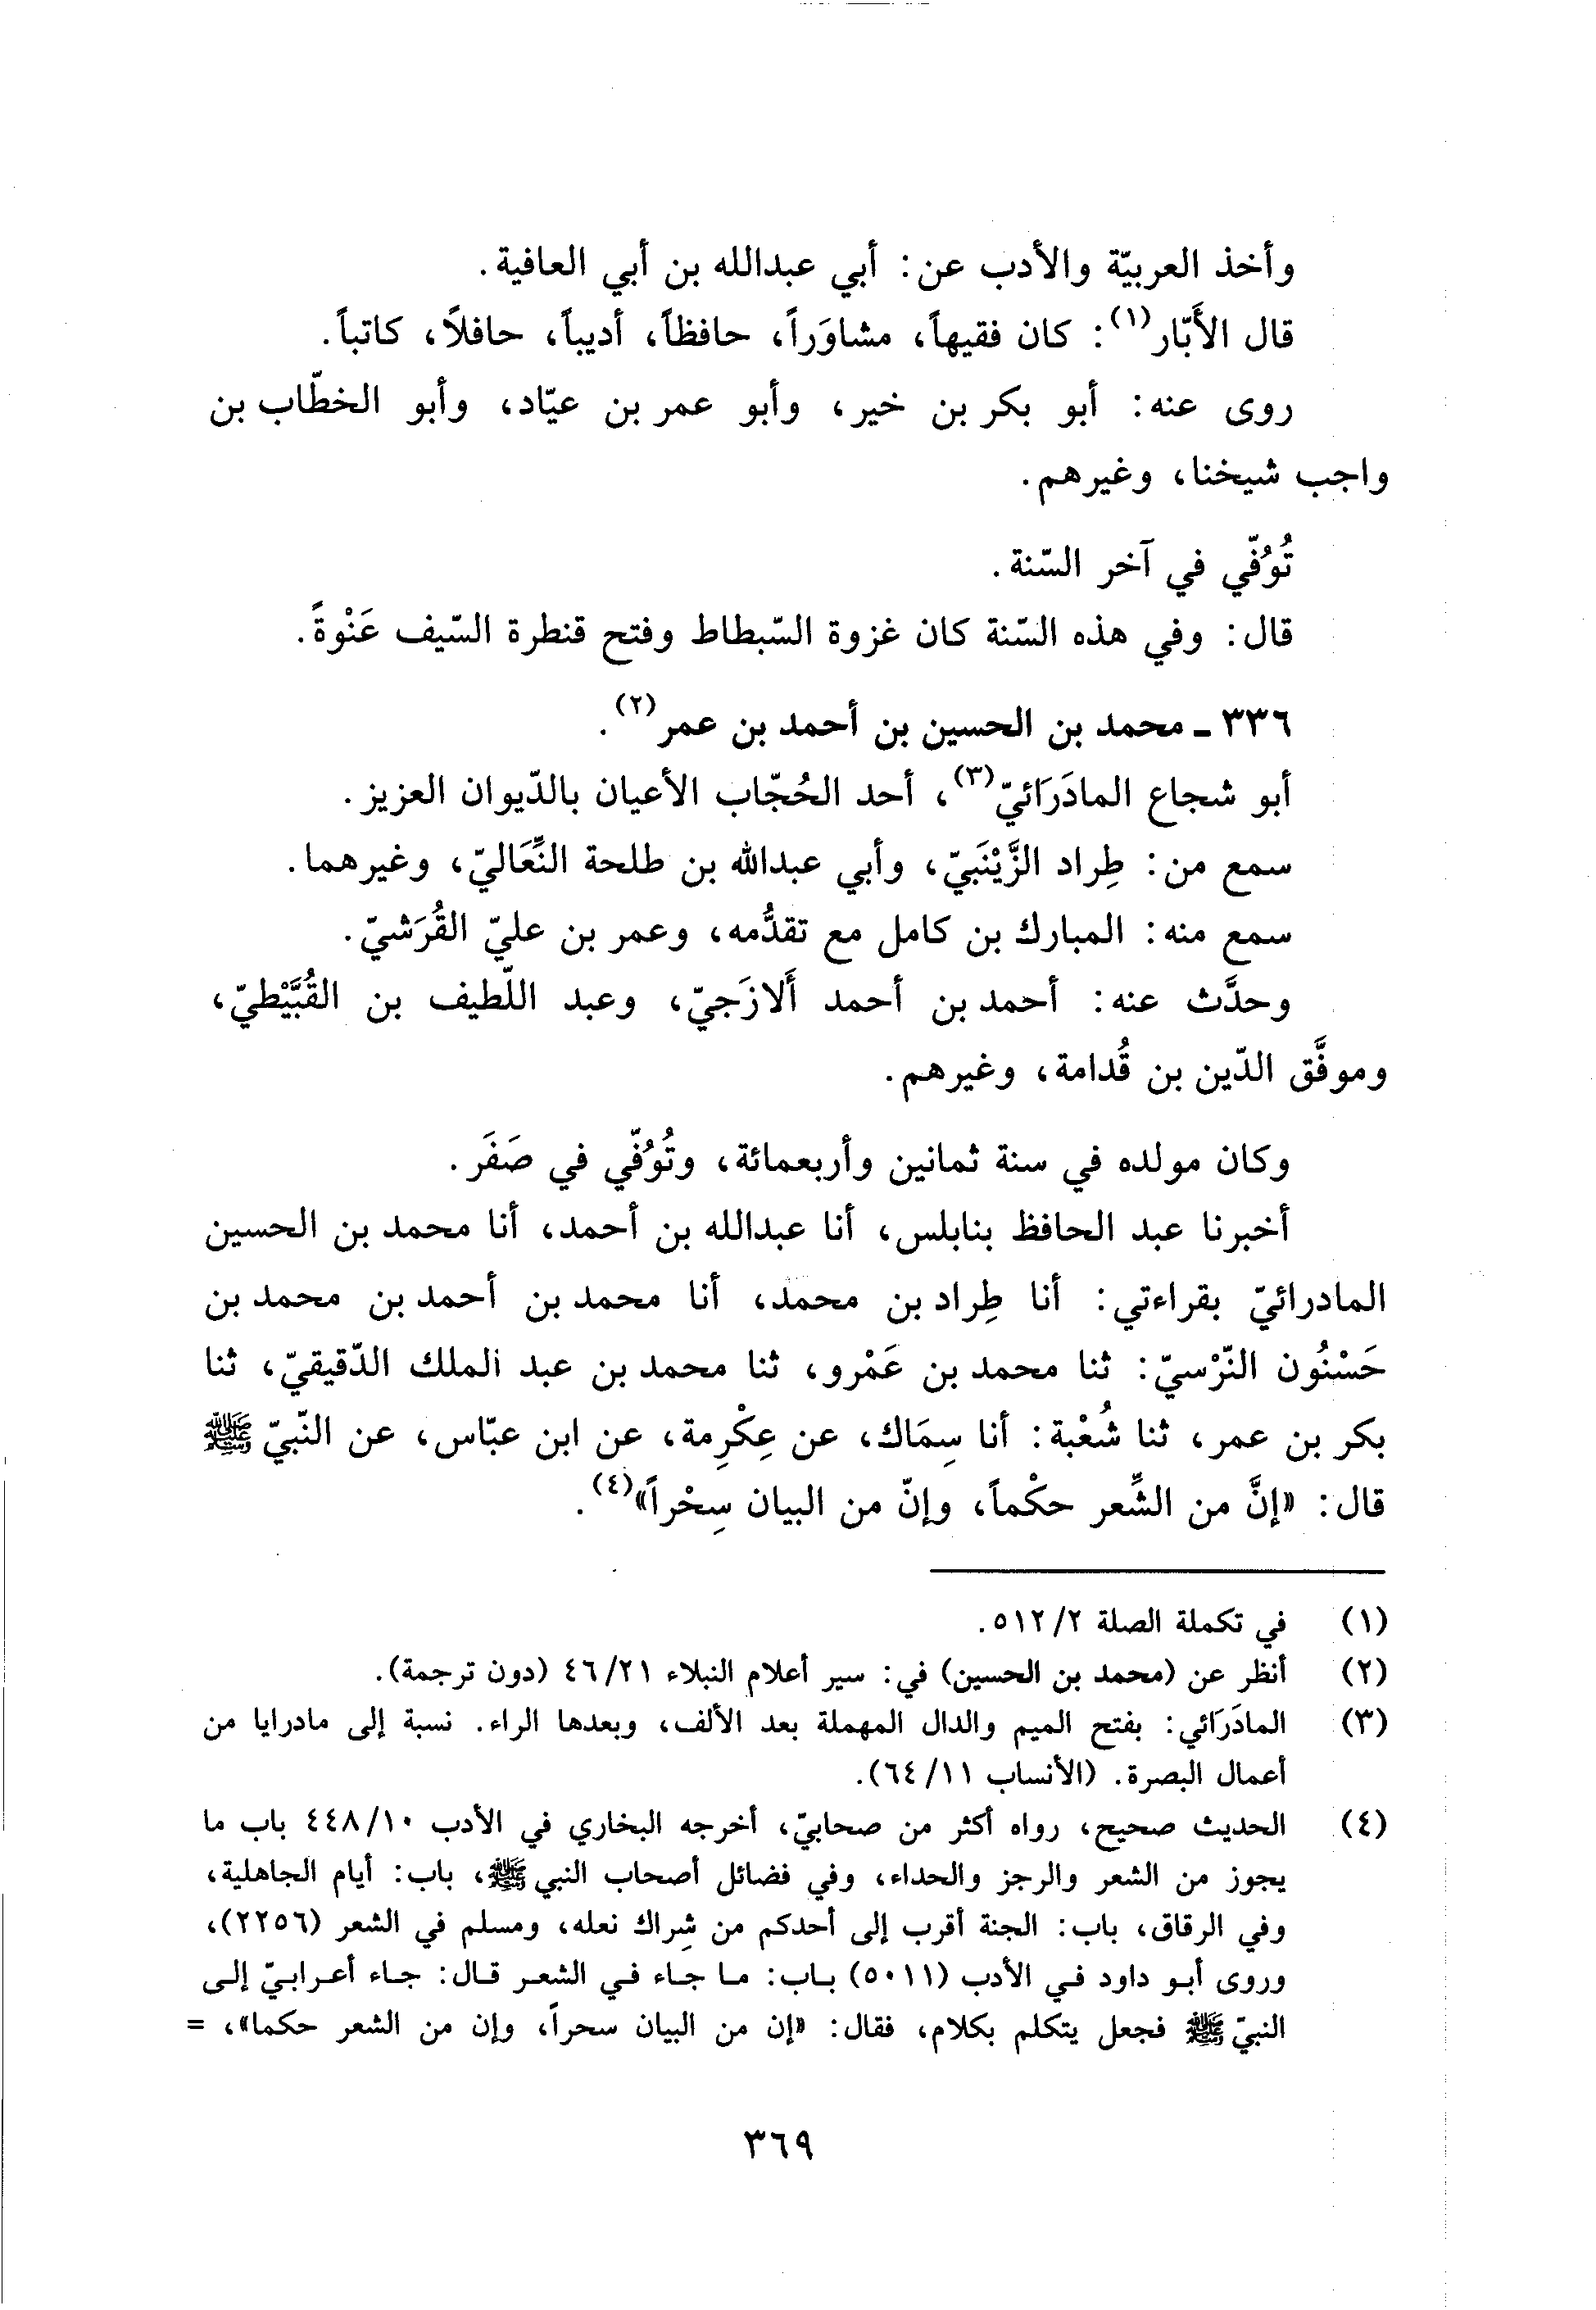 وأخذ العربيّة والأدب عن: أبي عبدالله بن أبي العافية.
قال الأَبّار(١): كان فقيهاً، مشاوَراً، حافظاً، أديباً، حافلاً، كاتباً.
روى عنه: أبو بكر بن خير، وأبو عمر بن عيّاد، وأبو الخطّاب بن
واجب شيخنا، وغيرهم.
تُوُفّي في آخر السّنة.
قال: وفي هذه السّنة كان غزوة السّبطاط وفتح قنطرة السّيف عَنْوةً.
٣٣٦ ـ محمد بن الحسين بن أحمد بن عمر(٢).
أبو شجاع المادَرَائيّ(٣)، أحد الحُجّاب الأعيان بالدّيوان العزيز.
سمع من: طِراد الزَّيْنَبيّ، وأبي عبدالله بن طلحة النِّعَاليّ، وغيرهما.
سمع منه: المبارك بن كامل مع تقدُّمه، وعمر بن عليّ القُرَشيّ.
وحدَّث عنه: أحمد بن أحمد أَلازَجيّ، وعبد اللّطيف بن القُبَّيْطيّ،
وموفَّق الدّين بن قُدامة، وغيرهم.
وكان مولده في سنة ثمانين وأربعمائة، وتُوُفّي في صَفَر.
أخبرنا عبد الحافظ بنابلس، أنا عبدالله بن أحمد، أنا محمد بن الحسين
المادرائيّ بقراءتي: أنا طِراد بن محمد، أنا محمد بن أحمد بن محمد بن
حَسْنُون النّرْسيّ: ثنا محمد بن عَمْرو، ثنا محمد بن عبد الملك الدّقيقيّ، ثنا
بكر بن عمر، ثنا شُعْبة: أنا سِمَاك، عن عِكْرِمة، عن ابن عبّاس، عن النّبيّ ﷺ
قال: «إنَّ من الشِّعر حكْماً، وإنّ من البيان سِحْراً»(٤).
(١) في تكملة الصلة ٢/ ٥١٢.
(٢) أنظر عن (محمد بن الحسين) في: سير أعلام النبلاء ٢١/ ٤٦ (دون ترجمة).
(٣) المادَرَائي: بفتح الميم والدال المهملة بعد الألف، وبعدها الراء. نسبة إلى مادرايا من
أعمال البصرة. (الأنساب ١١/ ٦٤).
(٤) الحديث صحيح، رواه أكثر من صحابيّ، أخرجه البخاري في الأدب ١٠/ ٤٤٨ باب ما
يجوز من الشعر والرجز والحداء، وفي فضائل أصحاب النبي ﷺ، باب: أيام الجاهلية،
وفي الرقاق، باب: الجنة أقرب إلى أحدكم من شِراك نعله، ومسلم في الشعر (٢٢٥٦)،
وروى أبو داود في الأدب (٥٠١١) باب: ما جاء في الشعر قال: جاء أعرابيّ إلى
النبيّ ﷺ فجعل يتكلم بكلام، فقال: «إن من البيان سحراً، وإن من الشعر حكما»، =
٣٦٩